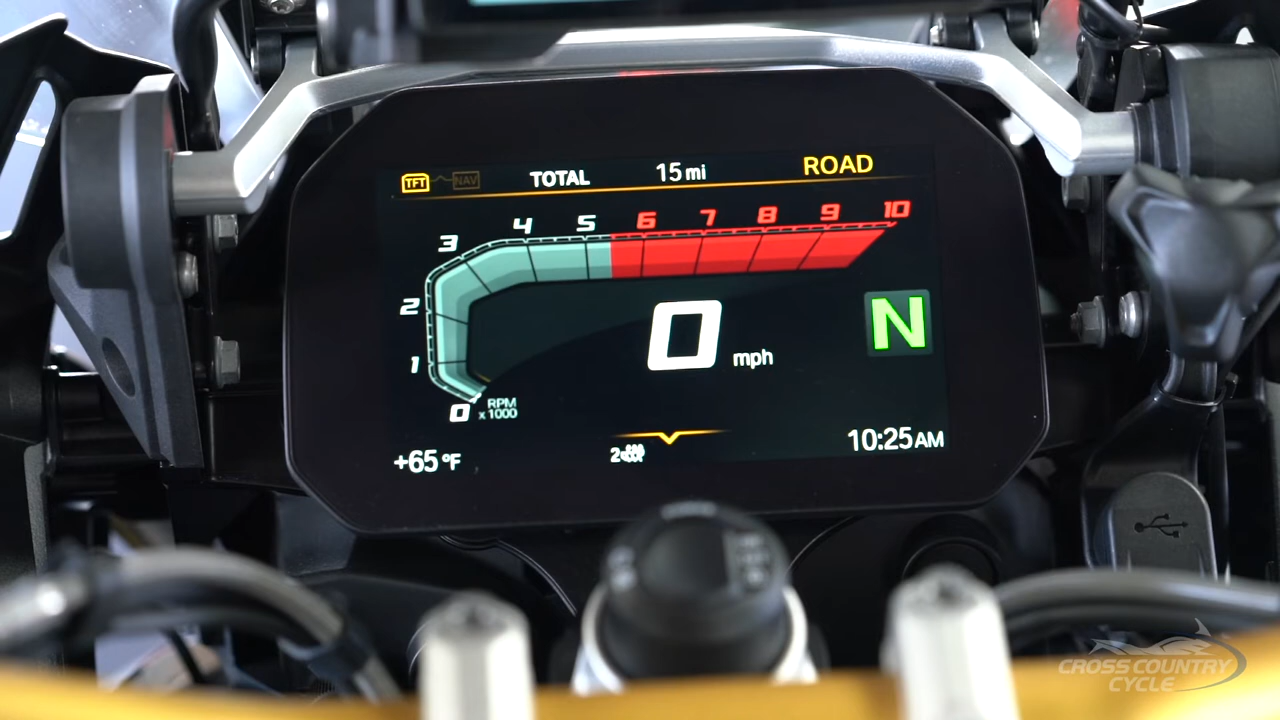 TFT NAV TOTAL 15 mi ROAD
3 4 5 6 7 8 9 10
2
0 mph N
1
0 RPM x 1000
10:25 AM
+65 °F
CROSS COUNTRY
CYCLE